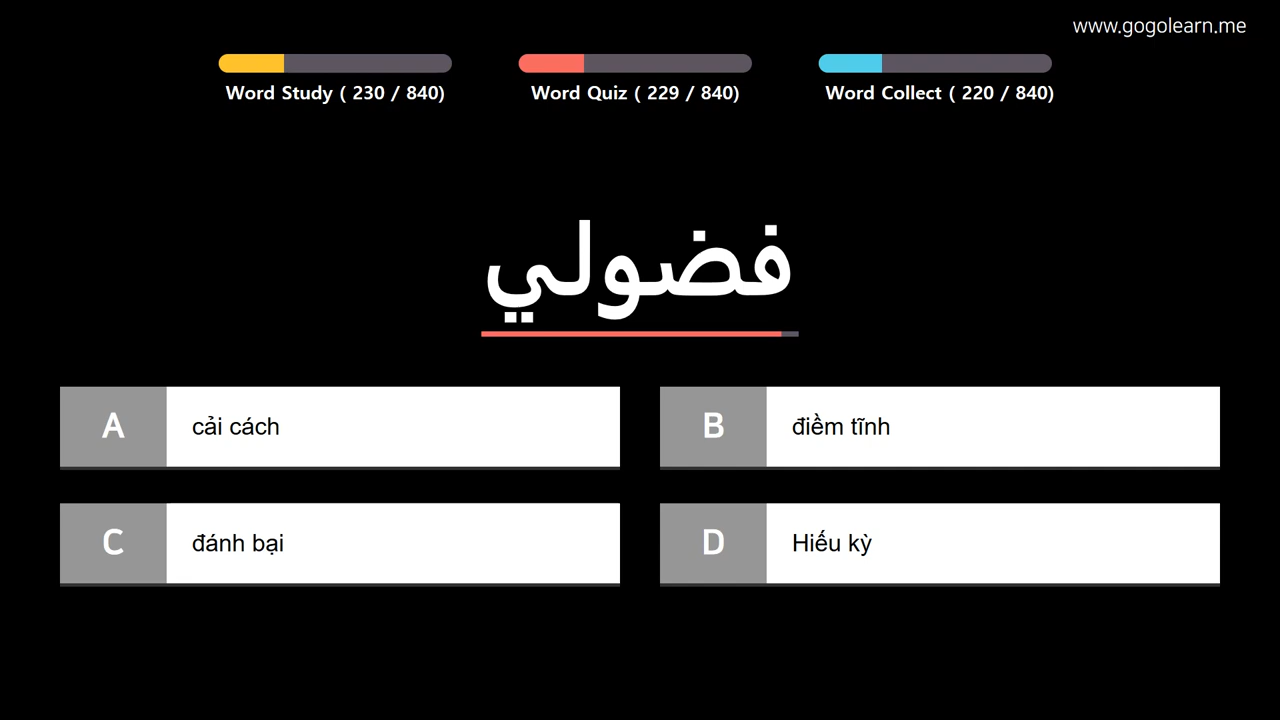 www.gogolearn.me
Word Study ( 230 / 840)
Word Quiz ( 229 / 840)
Word Collect ( 220 / 840)
فضولي
A cải cách
B điềm tĩnh
C đánh bại
D Hiếu kỳ